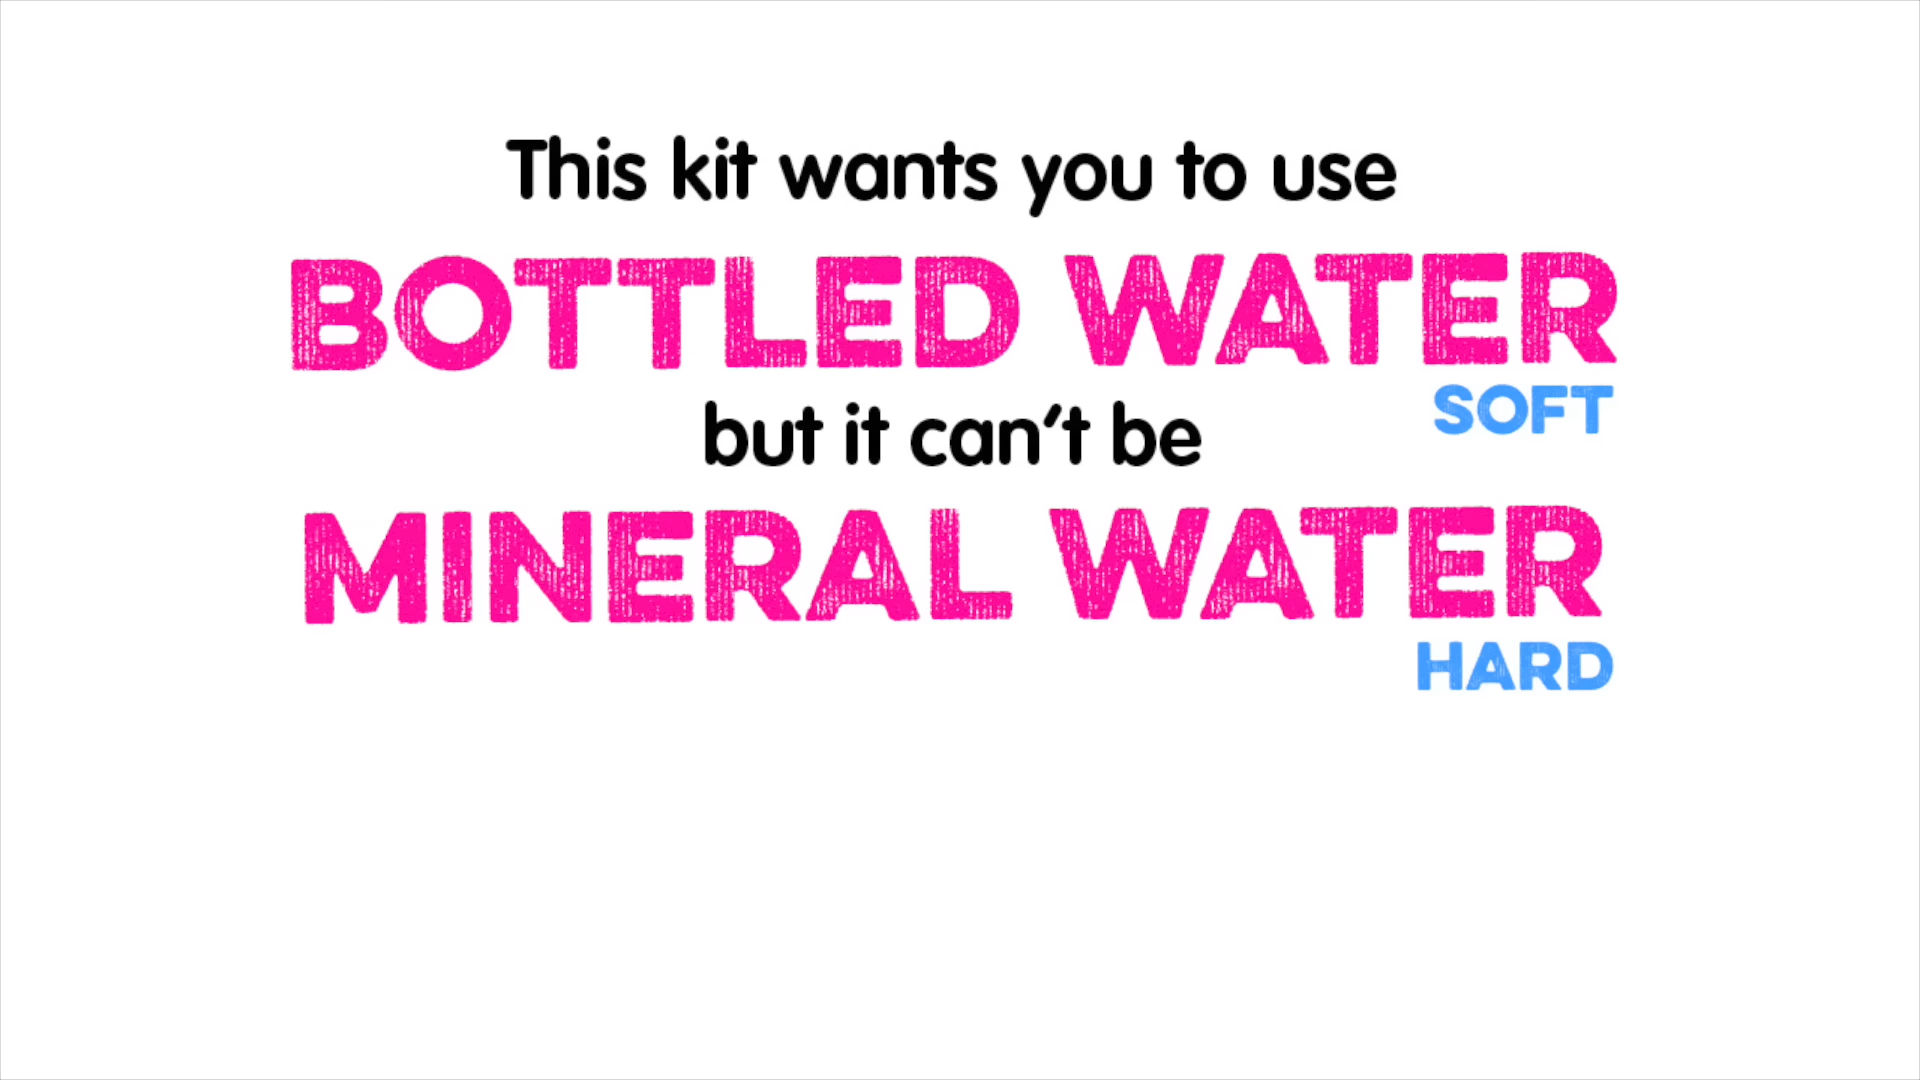 This kit wants you to use
BOTTLED WATER
SOFT
but it can't be
MINERAL WATER
HARD